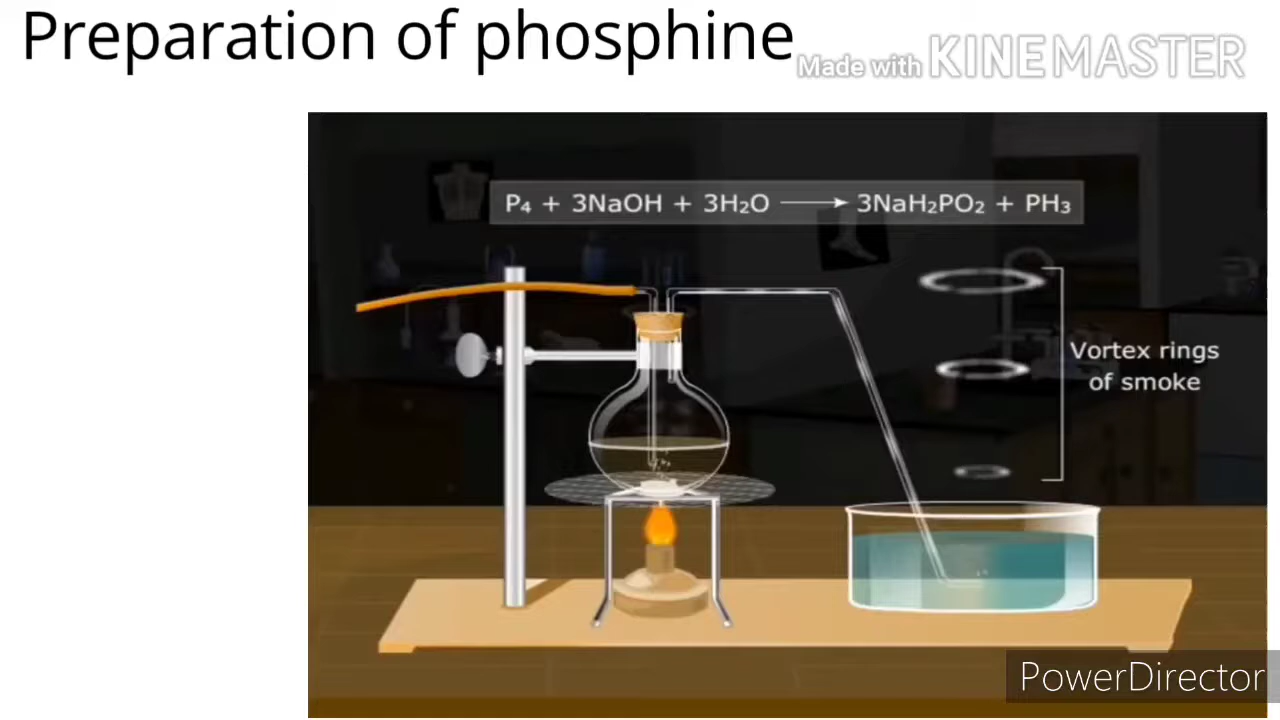 Preparation of phosphine
Made with KINEMASTER
P₄ + 3NaOH + 3H₂O ⟶ 3NaH₂PO₂ + PH₃
Vortex rings
of smoke
PowerDirector